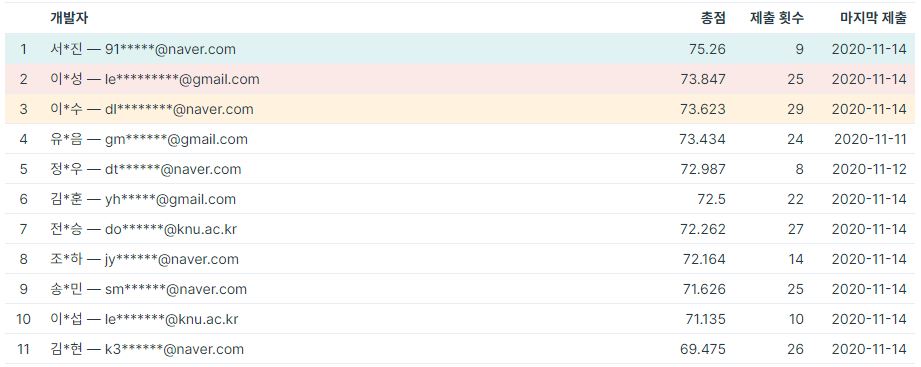 개발자 총점 제출 횟수 마지막 제출
1 서*진 — 91*****@naver.com 75.26 9 2020-11-14
2 이*성 — le*********@gmail.com 73.847 25 2020-11-14
3 이*수 — dl********@naver.com 73.623 29 2020-11-14
4 유*음 — gm******@gmail.com 73.434 24 2020-11-11
5 정*우 — dt******@naver.com 72.987 8 2020-11-12
6 김*훈 — yh*****@gmail.com 72.5 22 2020-11-14
7 전*승 — do******@knu.ac.kr 72.262 27 2020-11-14
8 조*하 — jy******@naver.com 72.164 14 2020-11-14
9 송*민 — sm******@naver.com 71.626 25 2020-11-14
10 이*섭 — le*******@knu.ac.kr 71.135 10 2020-11-14
11 김*현 — k3******@naver.com 69.475 26 2020-11-14